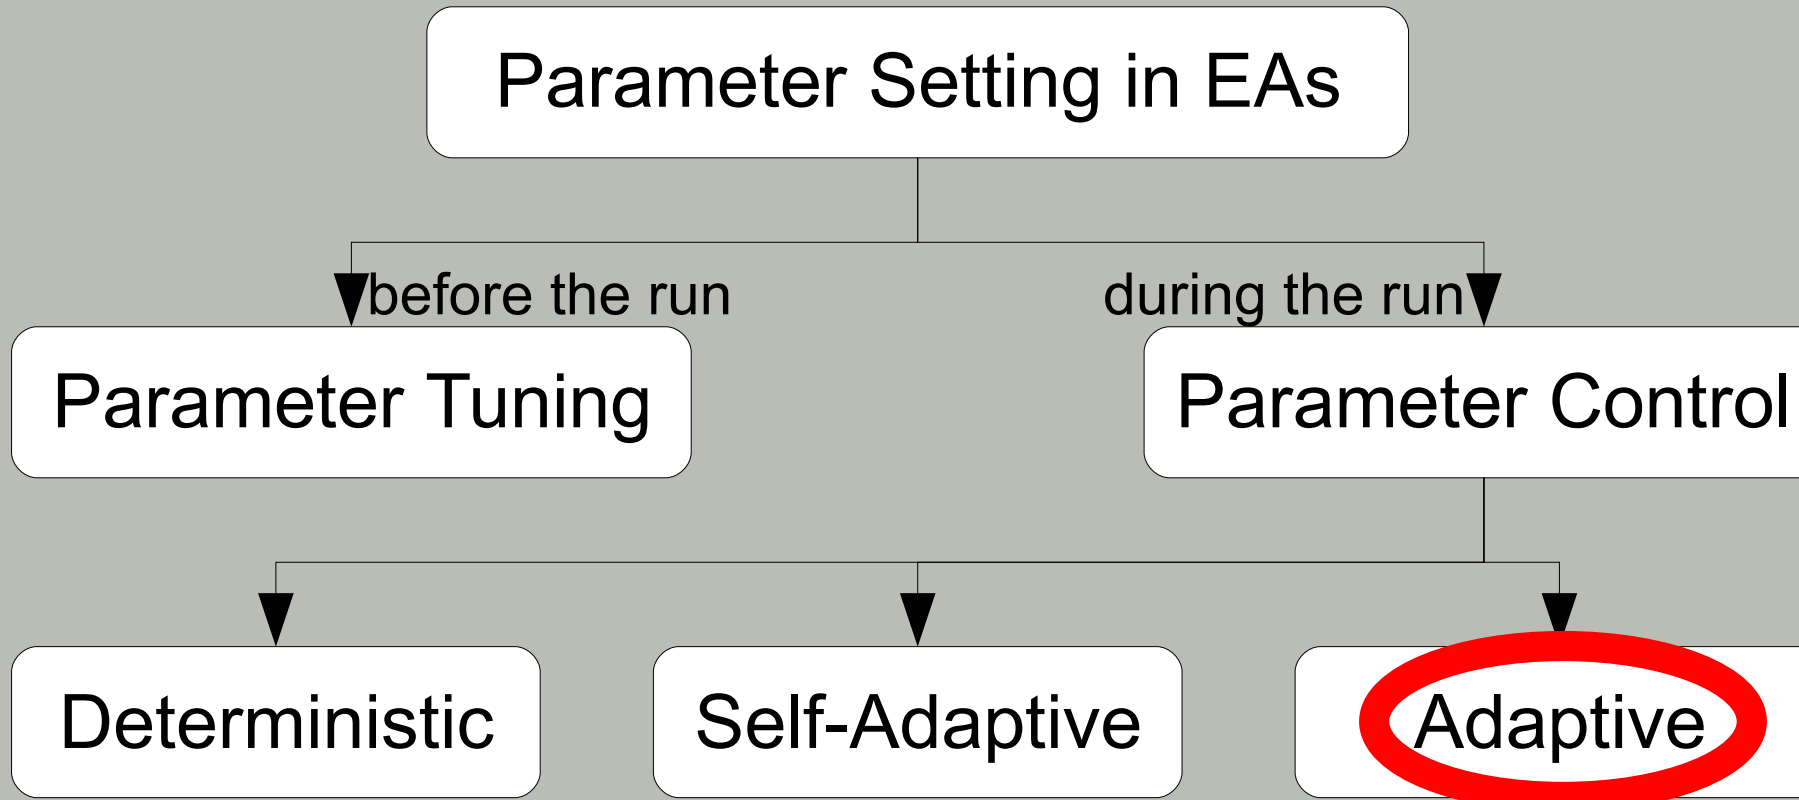 Parameter Setting in EAs
before the run
during the run
Parameter Tuning
Parameter Control
Deterministic
Self-Adaptive
Adaptive